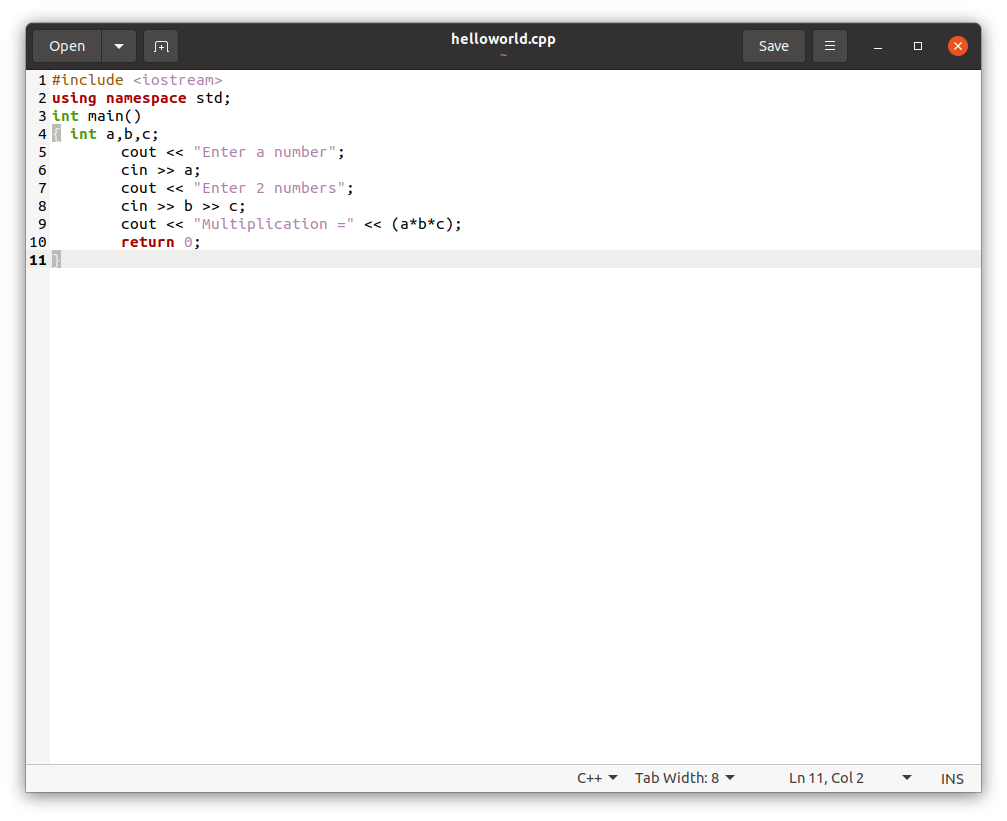 Open
helloworld.cpp
~
Save
1 #include <iostream>
2 using namespace std;
3 int main()
4 { int a,b,c;
5         cout << "Enter a number";
6         cin >> a;
7         cout << "Enter 2 numbers";
8         cin >> b >> c;
9         cout << "Multiplication =" << (a*b*c);
10         return 0;
11 }
C++ Tab Width: 8 Ln 11, Col 2 INS